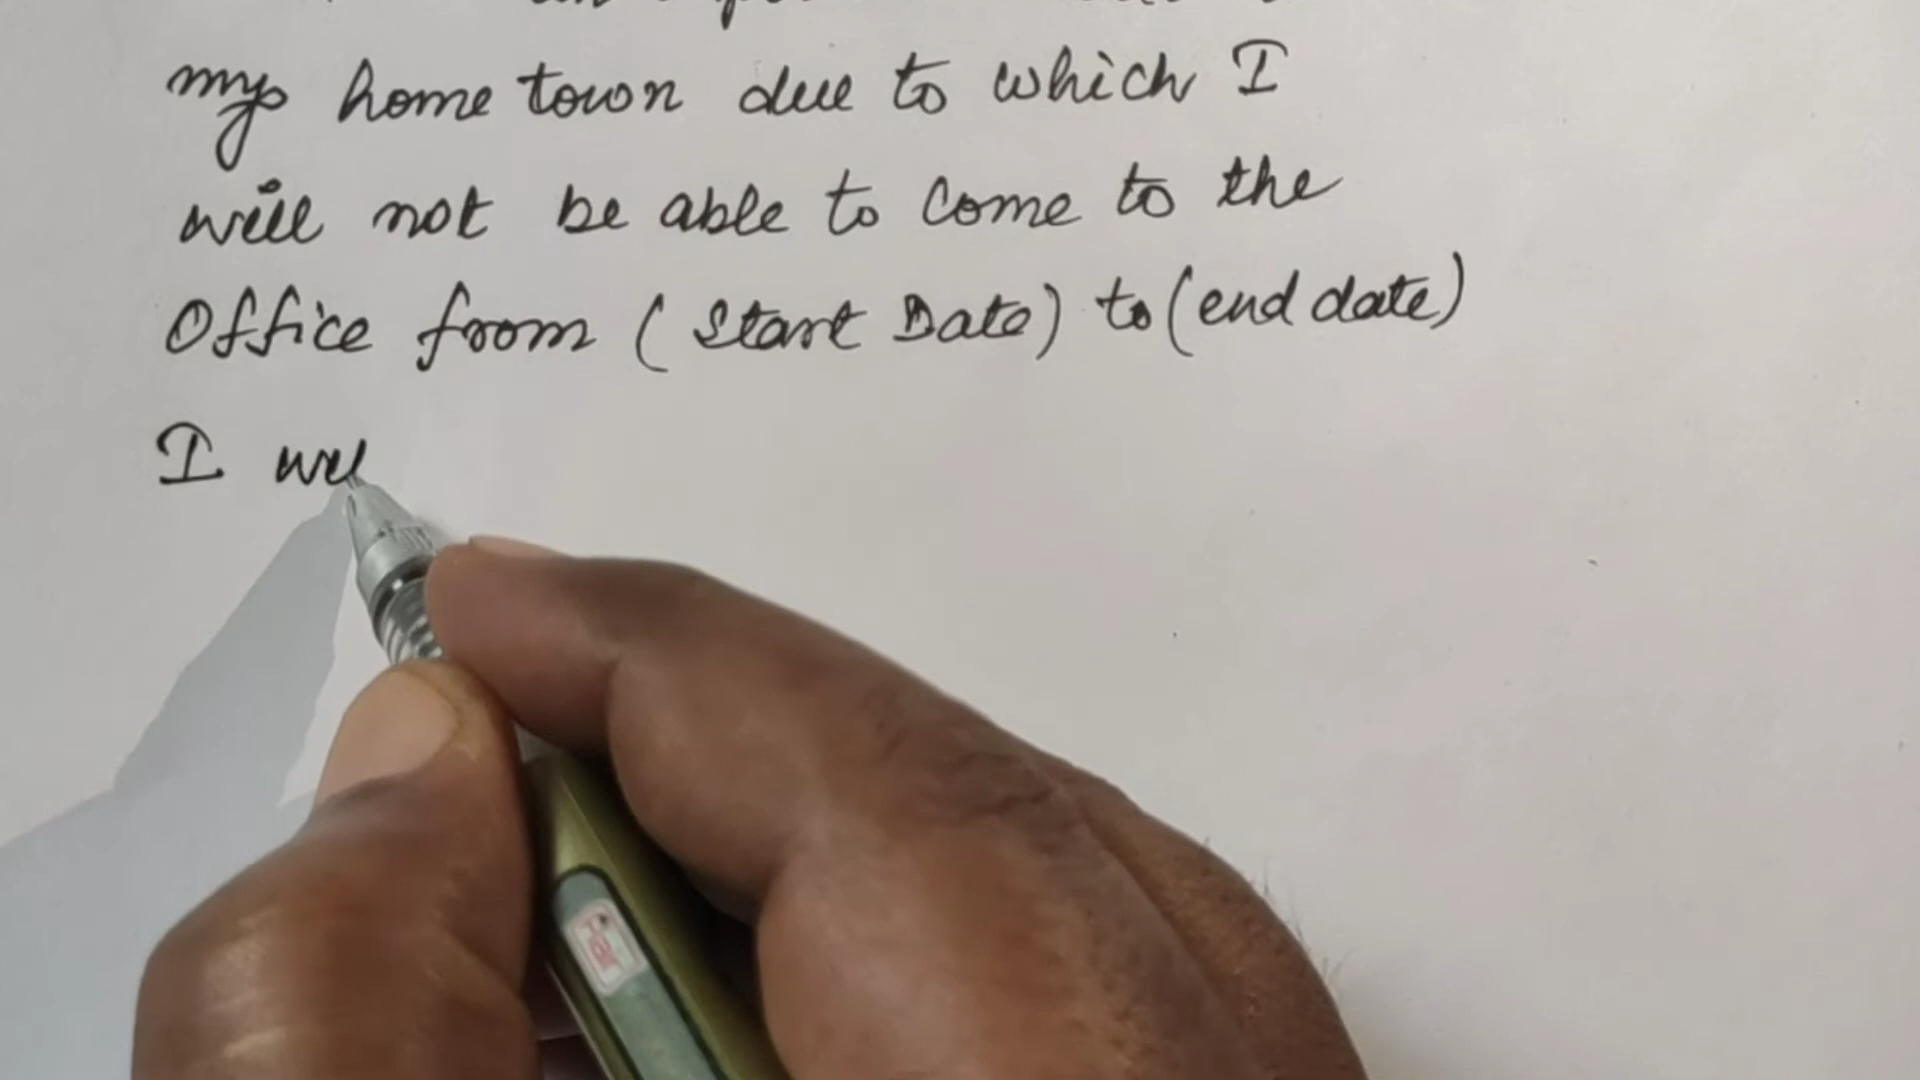 my home town due to which I
will not be able to come to the
Office from (Start Date) to (end date)
I